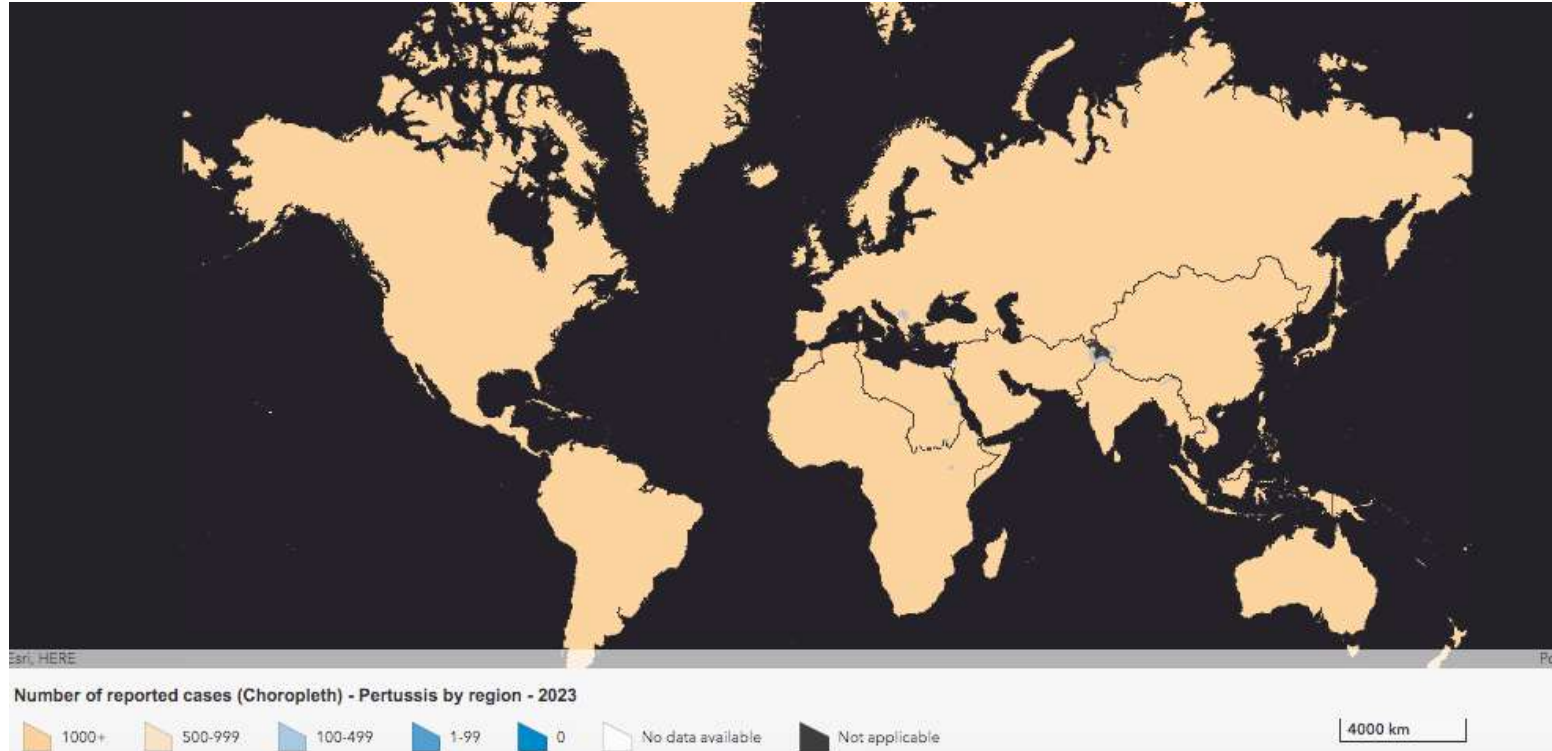 Esri, HERE
Number of reported cases (Choropleth) - Pertussis by region - 2023
1000+
500-999
100-499
1-99
0
No data available
Not applicable
4000 km